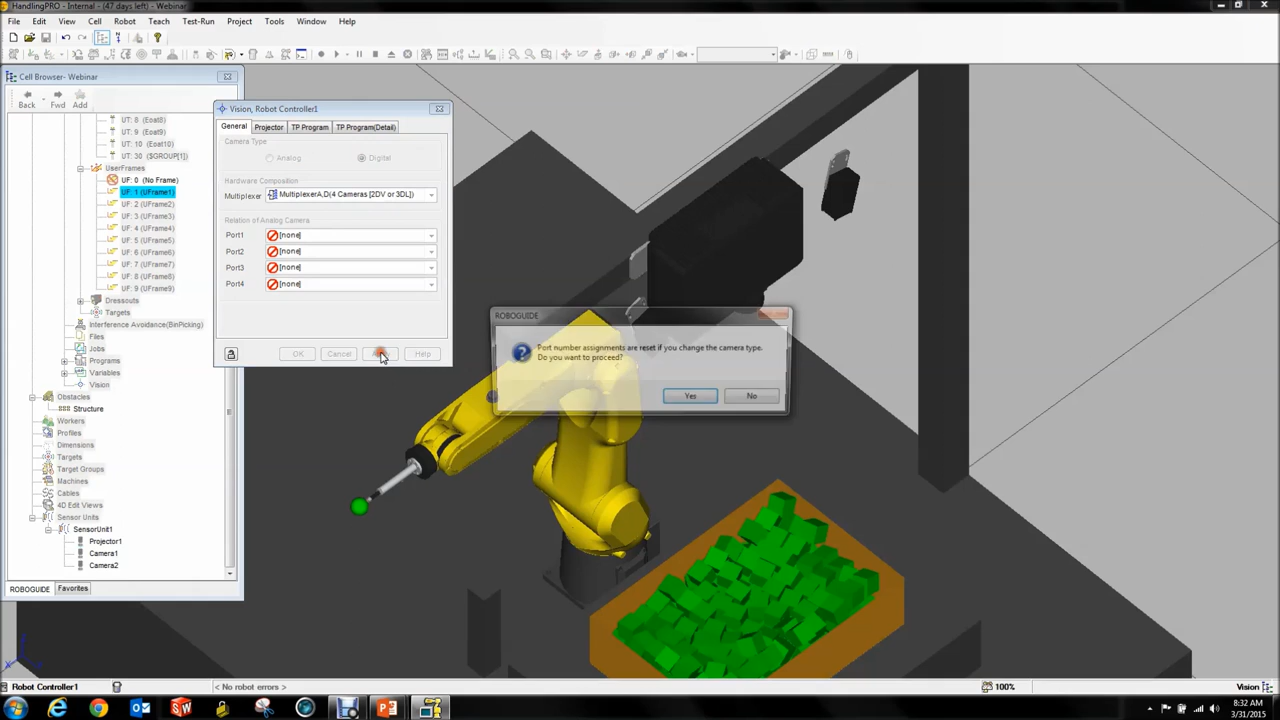 HandlingPRO - Internal - (47 days left) - Webinar
File Edit View Cell Robot Teach Test-Run Project Tools Window Help
Cell Browser- Webinar
Back Fwd Add
UT: 8 (Eoat8)
UT: 9 (Eoat9)
UT: 10 (Eoat10)
UT: 30 ($GROUP[1])
UserFrames
UF: 0 (No Frame)
UF: 1 (UFrame1)
UF: 2 (UFrame2)
UF: 3 (UFrame3)
UF: 4 (UFrame4)
UF: 5 (UFrame5)
UF: 6 (UFrame6)
UF: 7 (UFrame7)
UF: 8 (UFrame8)
UF: 9 (UFrame9)
Dressouts
Targets
Interference Avoidance(BinPicking)
Files
Jobs
Programs
Variables
Vision
Obstacles
Structure
Workers
Profiles
Dimensions
Targets
Target Groups
Machines
Cables
4D Edit Views
Sensor Units
SensorUnit1
Projector1
Camera1
Camera2
ROBOGUIDE Favorites
Vision, Robot Controller1
General Projector TP Program TP Program(Detail)
Camera Type
Analog Digital
Hardware Composition
Multiplexer MultiplexerA,D(4 Cameras [2DV or 3DL])
Relation of Analog Camera
Port1 [none]
Port2 [none]
Port3 [none]
Port4 [none]
OK Cancel Help
ROBOGUIDE
Port number assignments are reset if you change the camera type.
Do you want to proceed?
Yes No
Robot Controller1 < No robot errors > 100% Vision
8:32 AM
3/31/2015